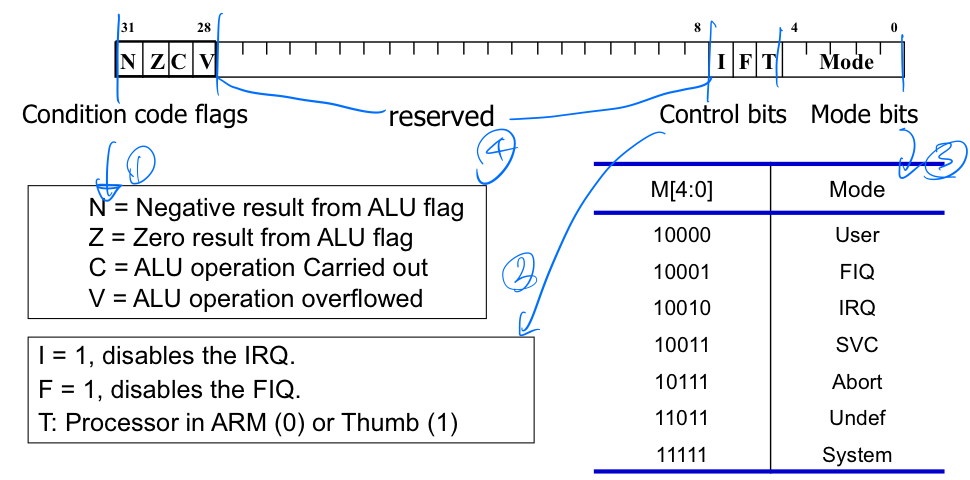 31 28 8 4 0
N Z C V I F T Mode
Condition code flags reserved Control bits Mode bits
① ④ ③
N = Negative result from ALU flag
Z = Zero result from ALU flag
C = ALU operation Carried out
V = ALU operation overflowed
②
I = 1, disables the IRQ.
F = 1, disables the FIQ.
T: Processor in ARM (0) or Thumb (1)
M[4:0] Mode
10000 User
10001 FIQ
10010 IRQ
10011 SVC
10111 Abort
11011 Undef
11111 System